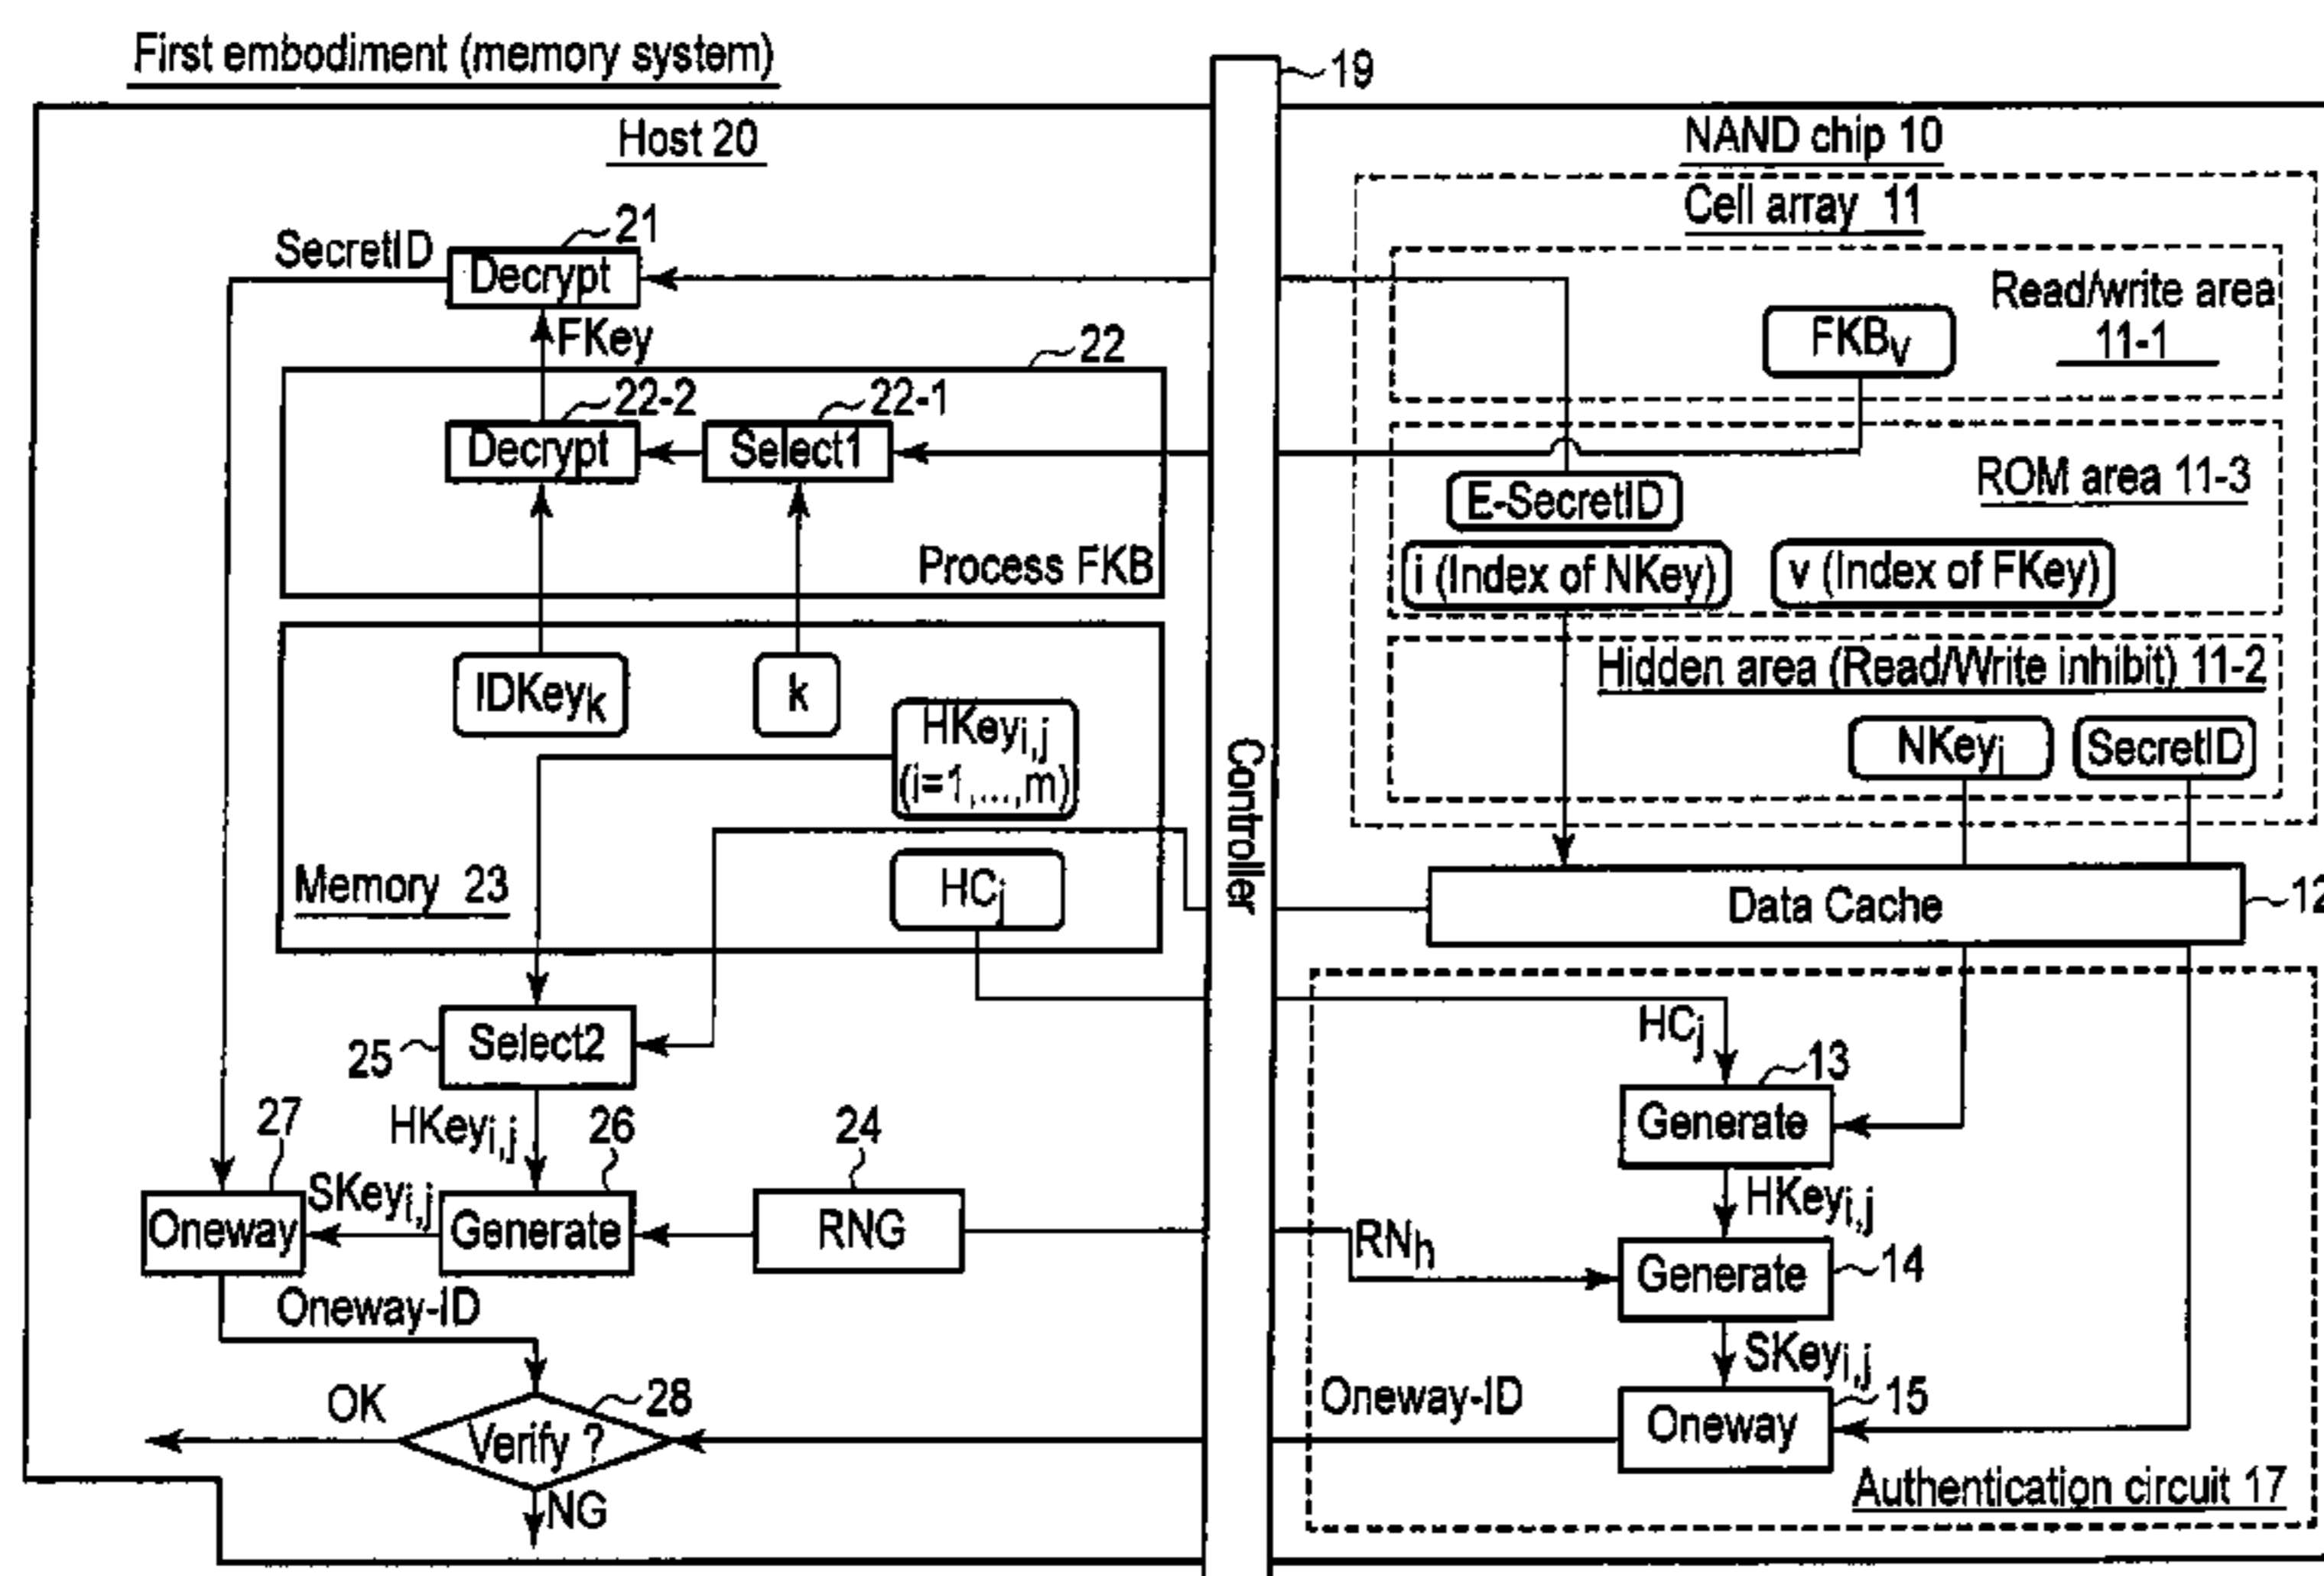 First embodiment (memory system)
19
Host 20
NAND chip 10
Cell array 11
SecretID
21
Decrypt
Read/write area
11-1
FKBv
FKey
22
22-2
22-1
Decrypt
Select1
ROM area 11-3
E-SecretID
Process FKB
i (Index of NKey)
v (Index of FKey)
Hidden area (Read/Write inhibit) 11-2
IDKeyk
k
HKeyi,j
(i=1,...,m)
NKeyi
SecretID
Controller
Memory 23
HCj
Data Cache
12
25
Select2
HCj
13
Generate
27
HKeyi,j
26
24
HKeyi,j
Oneway
SKeyi,j
Generate
RNG
RNh
Generate
14
Oneway-ID
SKeyi,j
OK
28
Verify ?
Oneway-ID
15
Oneway
NG
Authentication circuit 17